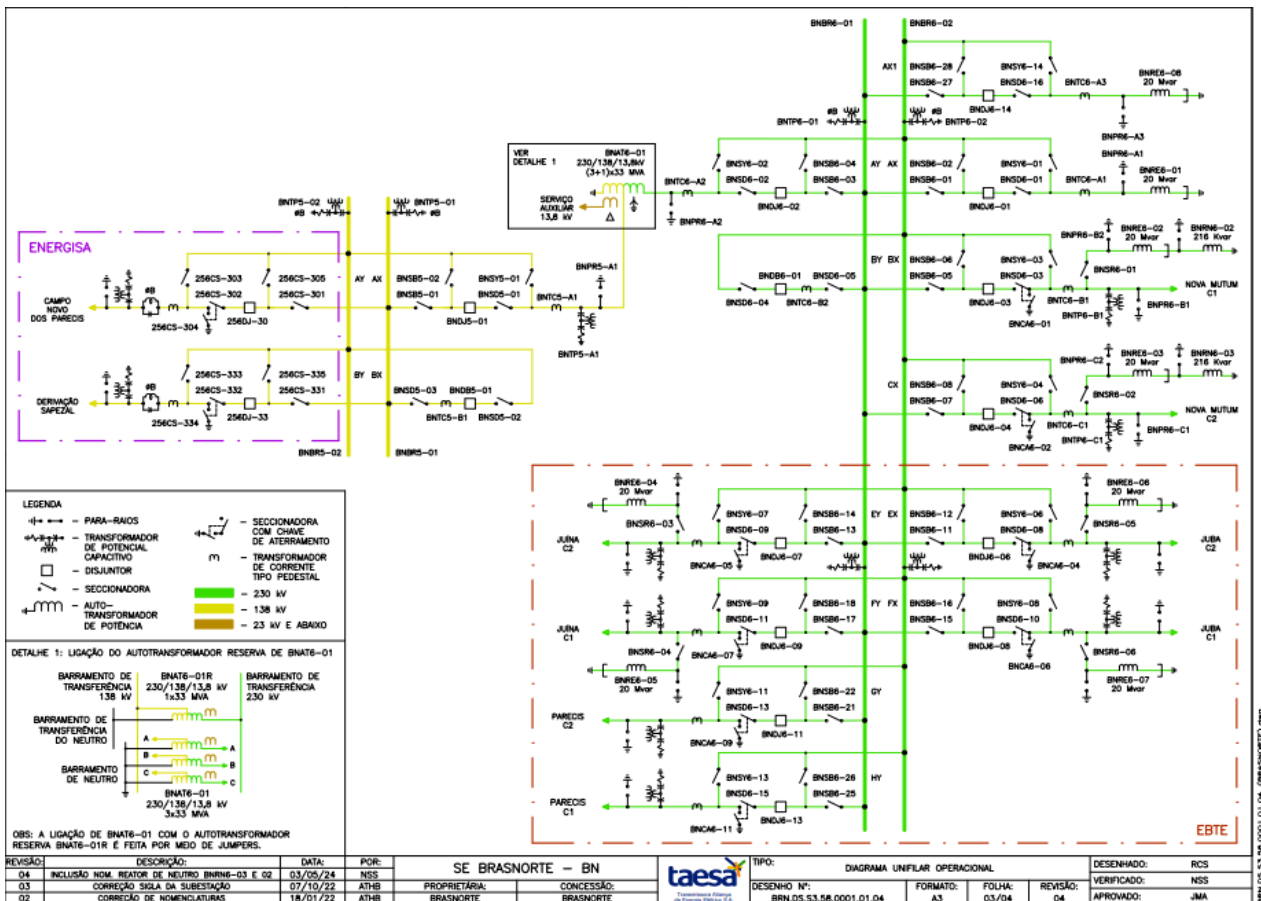 BNBR6-01
BNBR6-02
AX1
BNSB6-28
BNSB6-27
BNSY6-14
BNSD6-16
BNDJ6-14
BNTC6-A3
BNRE6-08
20 Mvar
BNPR6-A3
BNTP6-01
øB
øB
BNTP6-02
VER
DETALHE 1
BNAT6-01
230/138/13,8kV
(3+1)x33 MVA
SERVIÇO
AUXILIAR
13,8 kV
BNTC6-A2
BNPR6-A2
BNSY6-02
BNSD6-02
BNDJ6-02
BNSB6-04
BNSB6-03
AY AX
BNSB6-02
BNSB6-01
BNDJ6-01
BNSY6-01
BNSD6-01
BNTC6-A1
BNPR6-A1
BNRE6-01
20 Mvar
BNTP5-02
øB
BNTP5-01
øB
ENERGISA
CAMPO
NOVO
DOS PARECIS
øB
256CS-304
256CS-303
256CS-302
256DJ-30
256CS-305
256CS-301
AY AX
BNSB5-02
BNSB5-01
BNDJ5-01
BNSY5-01
BNSD5-01
BNTC5-A1
BNPR5-A1
BNTP5-A1
DERIVAÇÃO
SAPEZAL
øB
256CS-334
256CS-333
256CS-332
256DJ-33
256CS-335
256CS-331
BY BX
BNSD5-03
BNTC5-B1
BNDB5-01
BNSD5-02
BNBR5-02
BNBR5-01
BNSD6-04
BNDB6-01
BNTC6-B2
BNSD6-05
BY BX
BNSB6-06
BNSB6-05
BNDJ6-03
BNSY6-03
BNSD6-03
BNCA6-01
BNTC6-B1
BNTP6-B1
BNPR6-B2
BNRE6-02
20 Mvar
BNRN6-02
216 Kvar
BNSR6-01
BNPR6-B1
NOVA MUTUM
C1
CX
BNSB6-08
BNSB6-07
BNDJ6-04
BNSY6-04
BNSD6-06
BNCA6-02
BNTC6-C1
BNTP6-C1
BNPR6-C2
BNRE6-03
20 Mvar
BNRN6-03
216 Kvar
BNSR6-02
BNPR6-C1
NOVA MUTUM
C2
BNRE6-04
20 Mvar
BNSR6-03
JUÍNA
C2
BNCA6-05
BNSY6-07
BNSD6-09
BNDJ6-07
BNSB6-14
BNSB6-13
EY EX
BNSB6-12
BNSB6-11
BNDJ6-06
BNSY6-06
BNSD6-08
BNCA6-04
BNRE6-06
20 Mvar
BNSR6-05
JUBA
C2
JUÍNA
C1
BNSR6-04
BNRE6-05
20 Mvar
BNCA6-07
BNSY6-09
BNSD6-11
BNDJ6-09
BNSB6-18
BNSB6-17
FY FX
BNSB6-16
BNSB6-15
BNDJ6-08
BNSY6-08
BNSD6-10
BNCA6-06
BNSR6-06
BNRE6-07
20 Mvar
JUBA
C1
PARECIS
C2
BNCA6-09
BNSY6-11
BNSD6-13
BNDJ6-11
BNSB6-22
BNSB6-21
GY
PARECIS
C1
BNCA6-11
BNSY6-13
BNSD6-15
BNDJ6-13
BNSB6-26
BNSB6-25
HY
EBTE
LEGENDA
– PARA-RAIOS
– TRANSFORMADOR
DE POTENCIAL
CAPACITIVO
– DISJUNTOR
– SECCIONADORA
– AUTO-
TRANSFORMADOR
DE POTÊNCIA
– SECCIONADORA
COM CHAVE
DE ATERRAMENTO
– TRANSFORMADOR
DE CORRENTE
TIPO PEDESTAL
– 230 kV
– 138 kV
– 23 kV E ABAIXO
DETALHE 1: LIGAÇÃO DO AUTOTRANSFORMADOR RESERVA DE BNAT6-01
BARRAMENTO DE
TRANSFERÊNCIA
138 kV
BNAT6-01R
230/138/13,8 kV
1x33 MVA
BARRAMENTO DE
TRANSFERÊNCIA
230 kV
BARRAMENTO DE
TRANSFERÊNCIA
DO NEUTRO
BARRAMENTO
DE NEUTRO
A
A
B
B
C
C
BNAT6-01
230/138/13,8 kV
3x33 MVA
OBS: A LIGAÇÃO DE BNAT6-01 COM O AUTOTRANSFORMADOR
RESERVA BNAT6-01R É FEITA POR MEIO DE JUMPERS.
REVISÃO: DESCRIÇÃO: DATA: POR:
04 INCLUSÃO NOM. REATOR DE NEUTRO BNRN6-03 E 02 03/05/24 NSS
03 CORREÇÃO SIGLA DA SUBESTAÇÃO 07/10/22 ATHB
02 CORREÇÃO DE NOMENCLATURAS 18/01/22 ATHB
SE BRASNORTE – BN
PROPRIETÁRIA: CONCESSÃO:
BRASNORTE BRASNORTE
taesa
Transmissora Aliança
de Energia Elétrica S.A.
TIPO: DIAGRAMA UNIFILAR OPERACIONAL
DESENHO Nº: FORMATO: FOLHA: REVISÃO:
BRN.DS.S3.58.0001.01.04 A3 03/04 04
DESENHADO: RCS
VERIFICADO: NSS
APROVADO: JMA